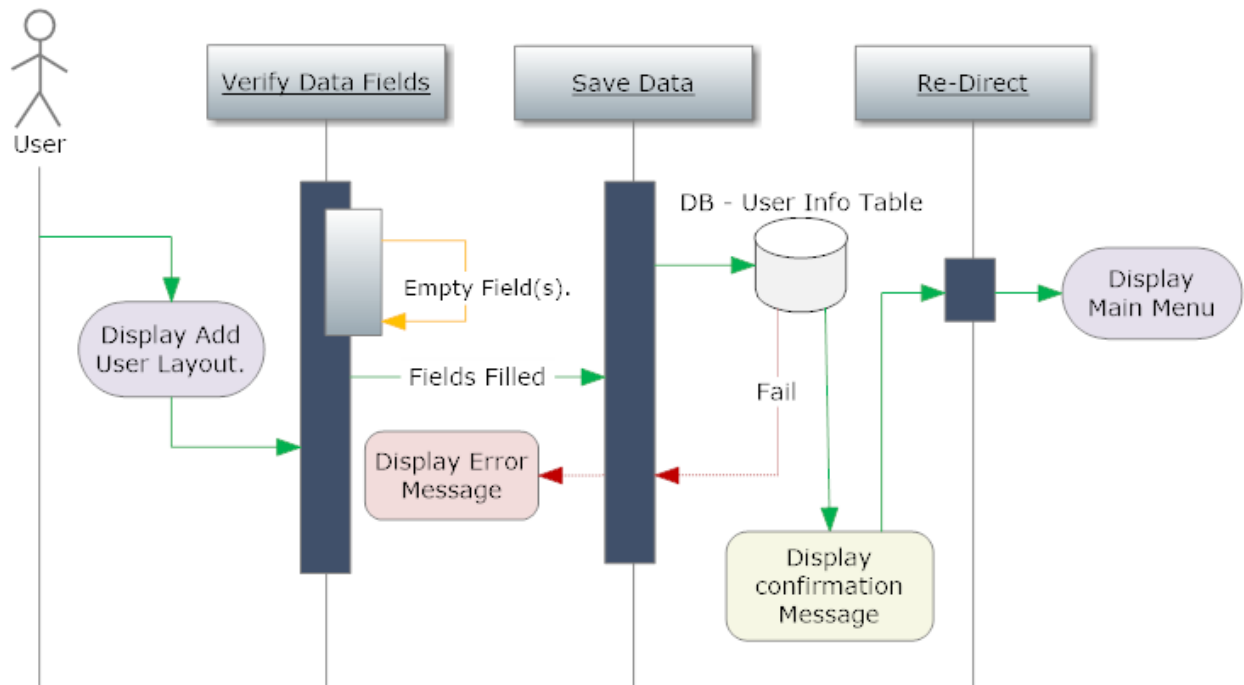 User
Verify Data Fields
Save Data
Re-Direct
DB - User Info Table
Empty Field(s).
Display Add
User Layout.
Fields Filled
Fail
Display
Main Menu
Display Error
Message
Display
confirmation
Message